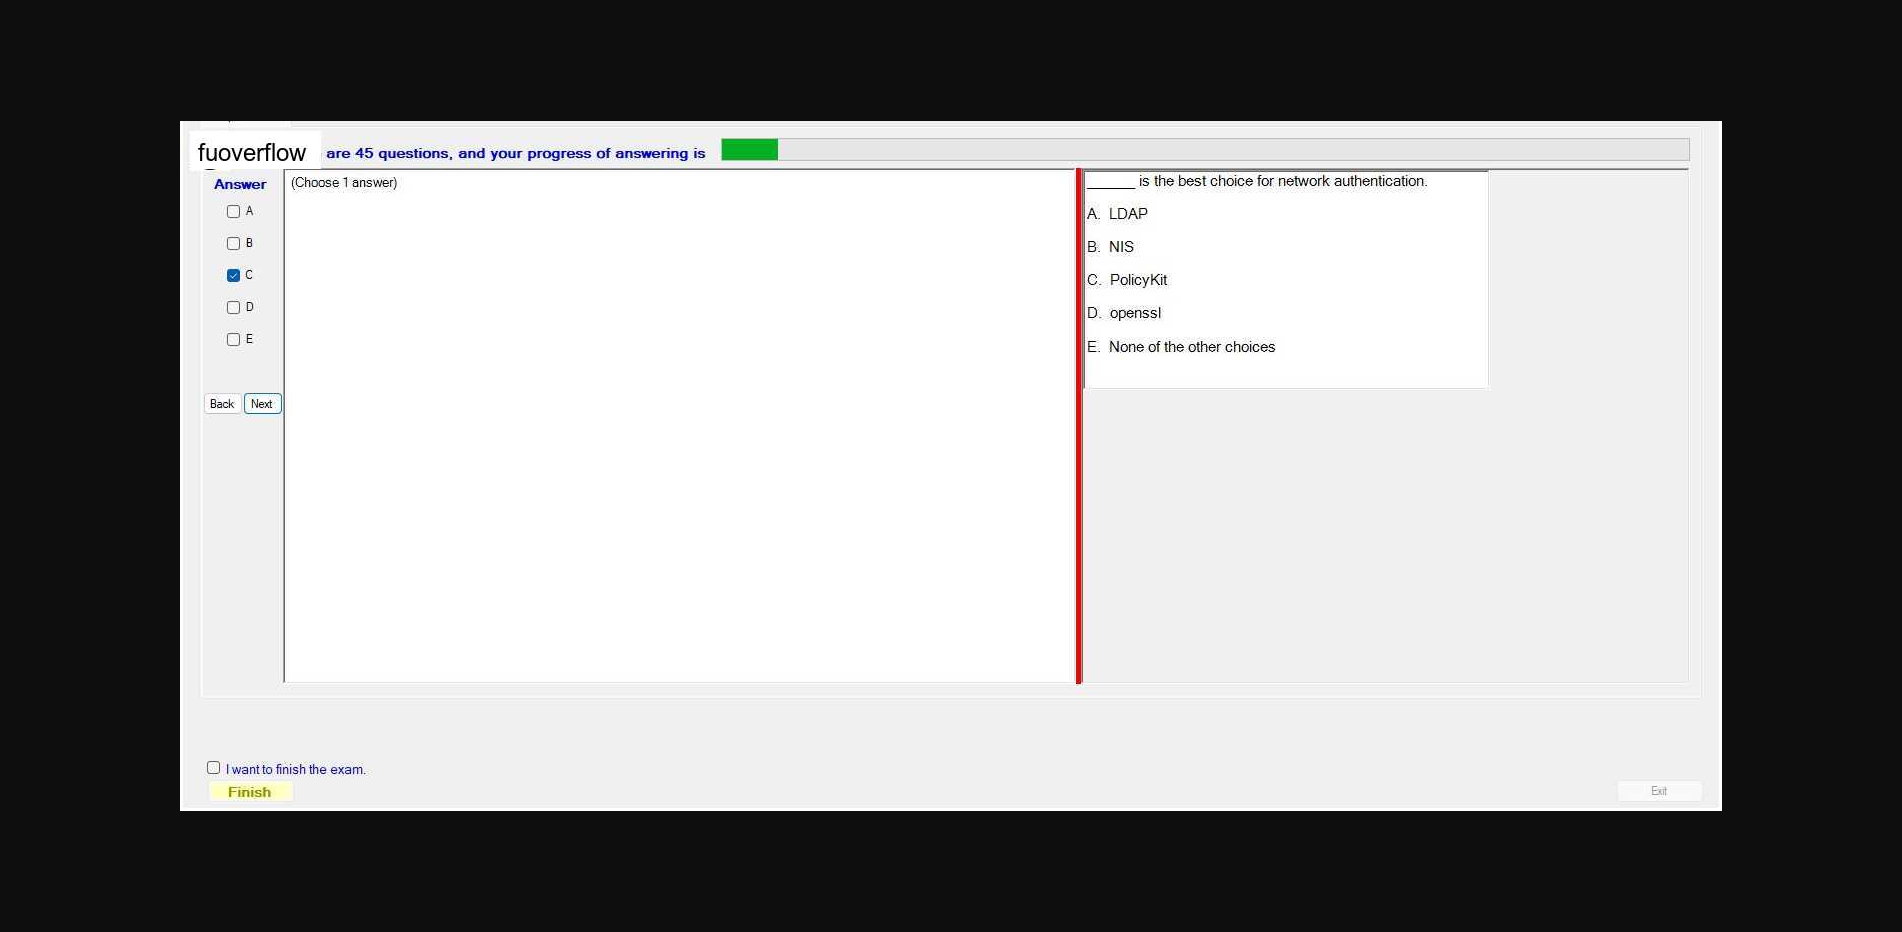 fuoverflow are 45 questions, and your progress of answering is
Answer
(Choose 1 answer)
A
B
C
D
E
Back Next
______ is the best choice for network authentication.
A. LDAP
B. NIS
C. PolicyKit
D. openssl
E. None of the other choices
I want to finish the exam.
Finish
Exit